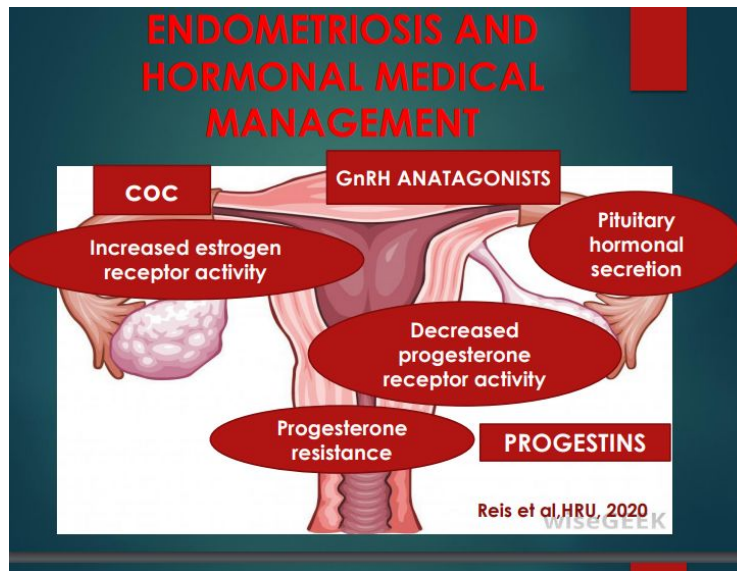 ENDOMETRIOSIS AND
HORMONAL MEDICAL
MANAGEMENT
COC
GnRH ANATAGONISTS
Increased estrogen
receptor activity
Pituitary
hormonal
secretion
Decreased
progesterone
receptor activity
Progesterone
resistance
PROGESTINS
Reis et al,HRU, 2020
wiseGEEK